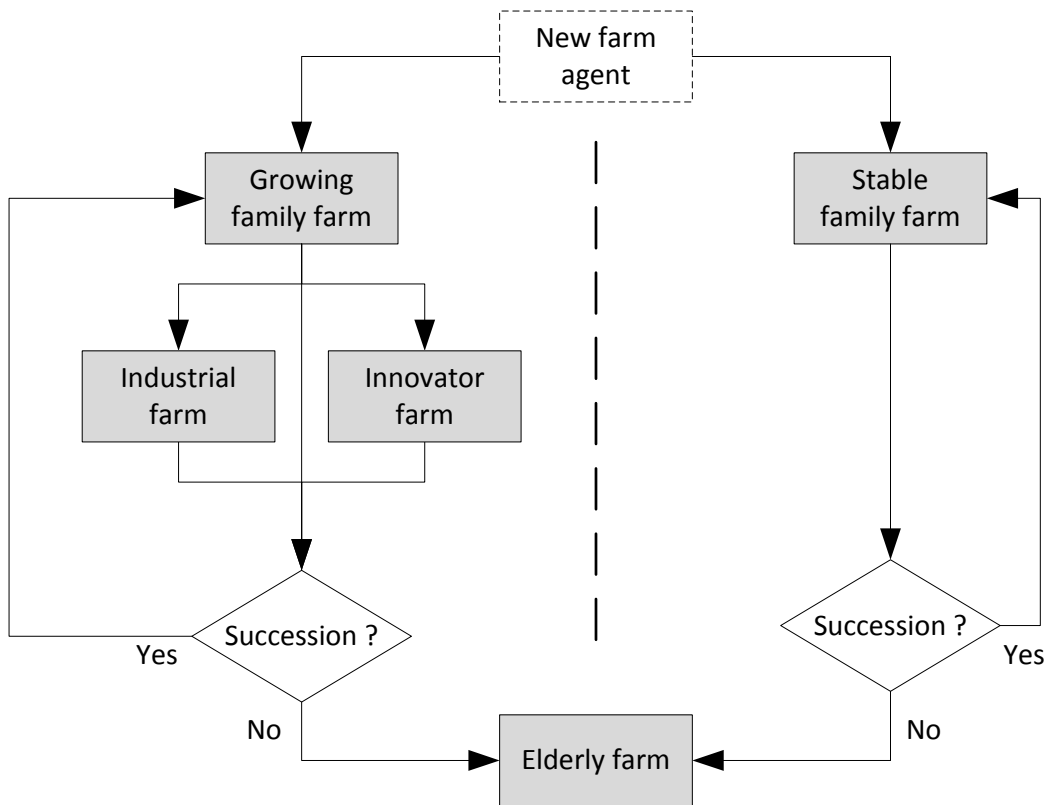 New farm
agent
Growing
family farm
Stable
family farm
Industrial
farm
Innovator
farm
Succession ?
Yes
No
Succession ?
Yes
No
Elderly farm